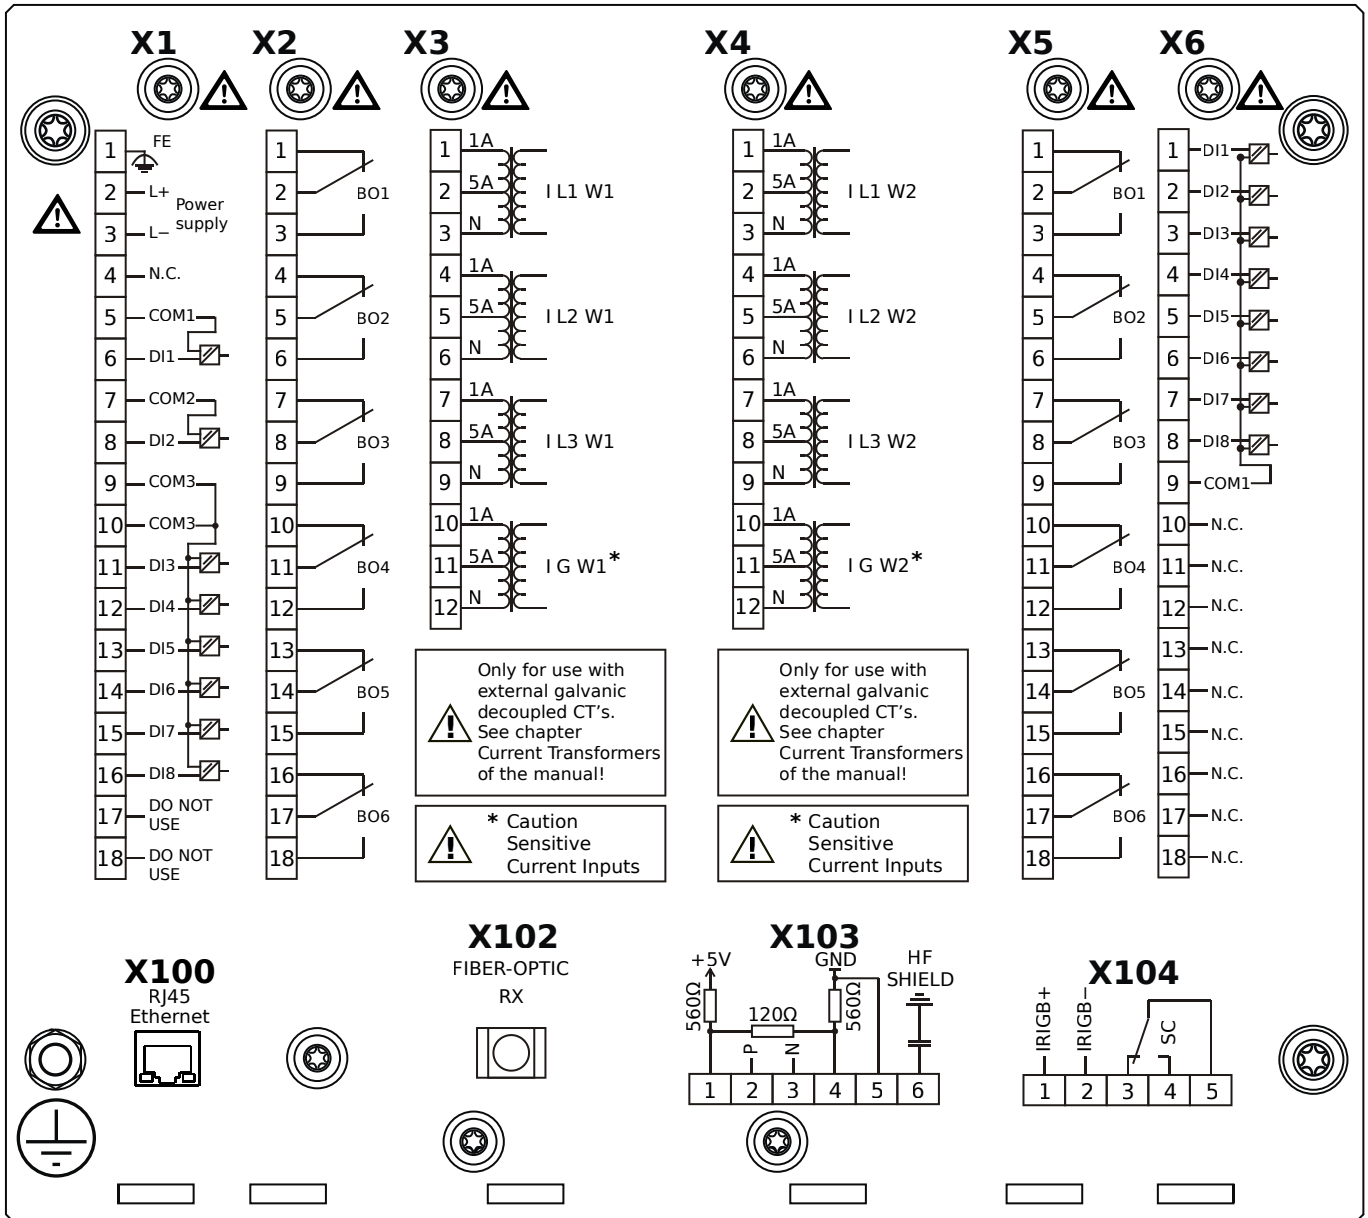 X1
X2
X3
X4
X5
X6
1 FE
2 L+
Power
supply
3 L−
4 N.C.
5 COM1
6 DI1
7 COM2
8 DI2
9 COM3
10 COM3
11 DI3
12 DI4
13 DI5
14 DI6
15 DI7
16 DI8
17 DO NOT
USE
18 DO NOT
USE
1
2 BO1
3
4
5 BO2
6
7
8 BO3
9
10
11 BO4
12
13
14 BO5
15
16
17 BO6
18
1 1A
2 5A I L1 W1
3 N
4 1A
5 5A I L2 W1
6 N
7 1A
8 5A I L3 W1
9 N
10 1A
11 5A I G W1*
12 N
Only for use with
external galvanic
decoupled CT's.
See chapter
Current Transformers
of the manual!
* Caution
Sensitive
Current Inputs
1 1A
2 5A I L1 W2
3 N
4 1A
5 5A I L2 W2
6 N
7 1A
8 5A I L3 W2
9 N
10 1A
11 5A I G W2*
12 N
Only for use with
external galvanic
decoupled CT's.
See chapter
Current Transformers
of the manual!
* Caution
Sensitive
Current Inputs
1
2 BO1
3
4
5 BO2
6
7
8 BO3
9
10
11 BO4
12
13
14 BO5
15
16
17 BO6
18
1 DI1
2 DI2
3 DI3
4 DI4
5 DI5
6 DI6
7 DI7
8 DI8
9 COM1
10 N.C.
11 N.C.
12 N.C.
13 N.C.
14 N.C.
15 N.C.
16 N.C.
17 N.C.
18 N.C.
X100
RJ45
Ethernet
X102
FIBER-OPTIC
RX
X103
+5V GND HF
SHIELD
560Ω 120Ω 560Ω
P N
1 2 3 4 5 6
X104
IRIGB+ IRIGB− SC
1 2 3 4 5